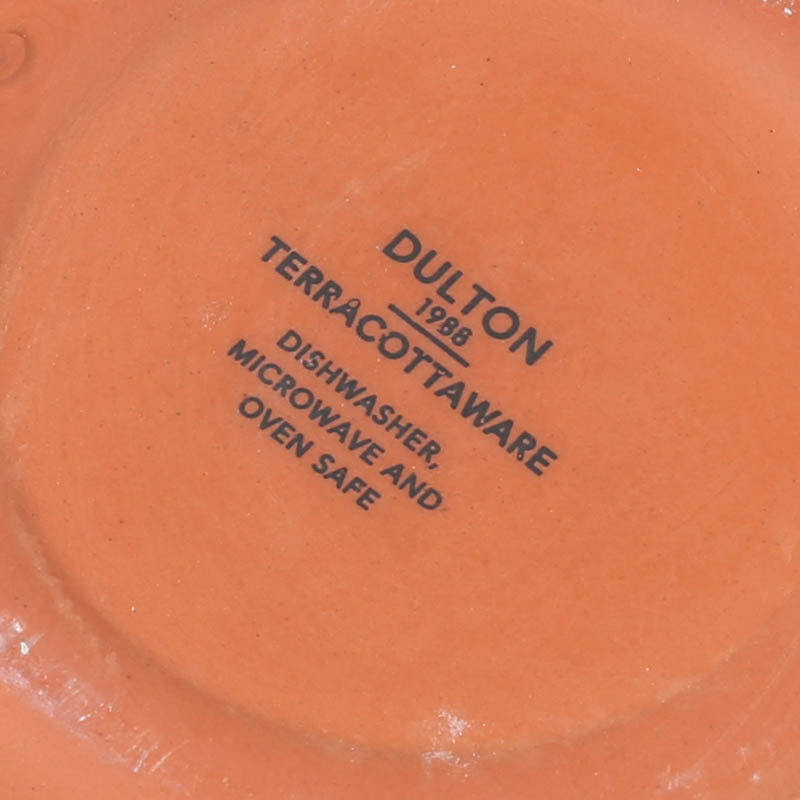 DULTON
1988
TERRACOTTAWARE
DISHWASHER,
MICROWAVE AND
OVEN SAFE